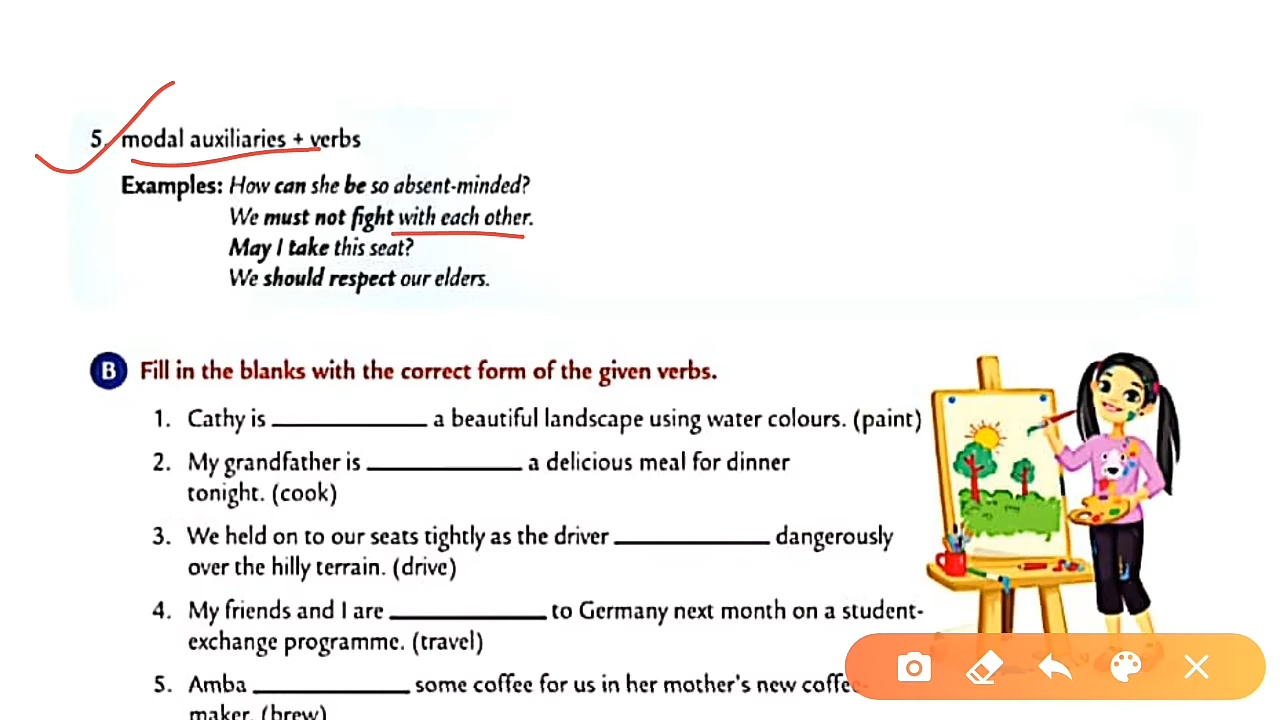 5. modal auxiliaries + verbs
Examples: How can she be so absent-minded?
We must not fight with each other.
May I take this seat?
We should respect our elders.
B Fill in the blanks with the correct form of the given verbs.
1. Cathy is ____________ a beautiful landscape using water colours. (paint)
2. My grandfather is ____________ a delicious meal for dinner
tonight. (cook)
3. We held on to our seats tightly as the driver ____________ dangerously
over the hilly terrain. (drive)
4. My friends and I are ____________ to Germany next month on a student-
exchange programme. (travel)
5. Amba ____________ some coffee for us in her mother's new coffee-
maker. (brew)